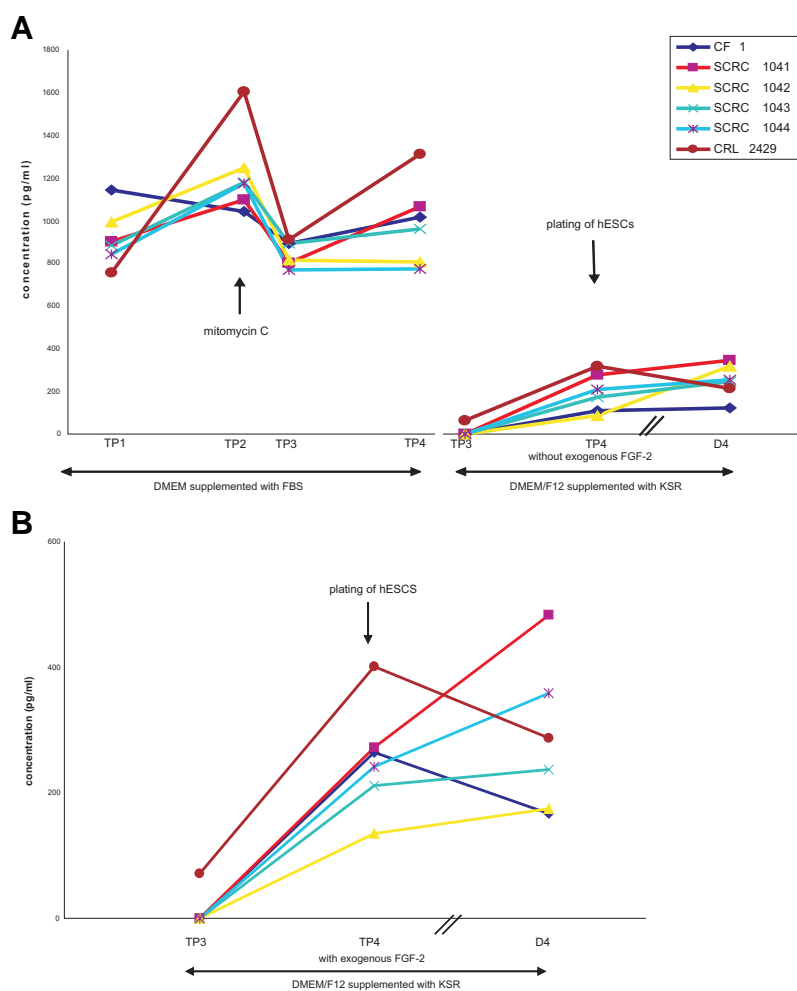 A
CF 1
SCRC 1041
SCRC 1042
SCRC 1043
SCRC 1044
CRL 2429
1800
1600
1400
1200
1000
800
600
400
200
0
concentration (pg/ml)
mitomycin C
plating of hESCs
TP1 TP2 TP3 TP4 TP3 TP4 D4
without exogenous FGF-2
DMEM supplemented with FBS DMEM/F12 supplemented with KSR
B
600
400
200
0
concentration (pg/ml)
plating of hESCS
TP3 TP4 D4
with exogenous FGF-2
DMEM/F12 supplemented with KSR